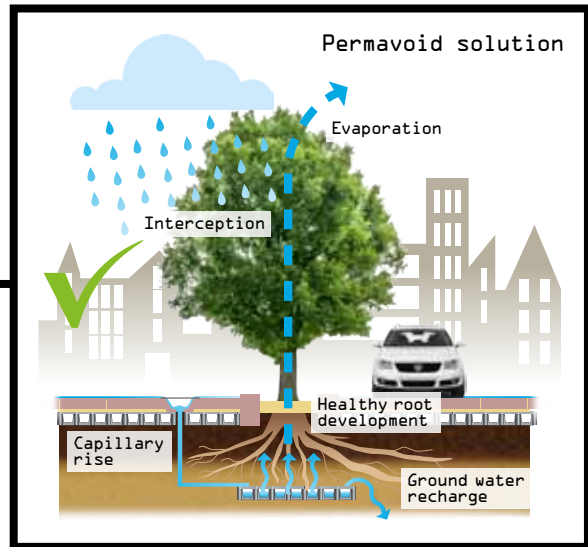 Permavoid solution
Evaporation
Interception
Healthy root
development
Capillary
rise
Ground water
recharge